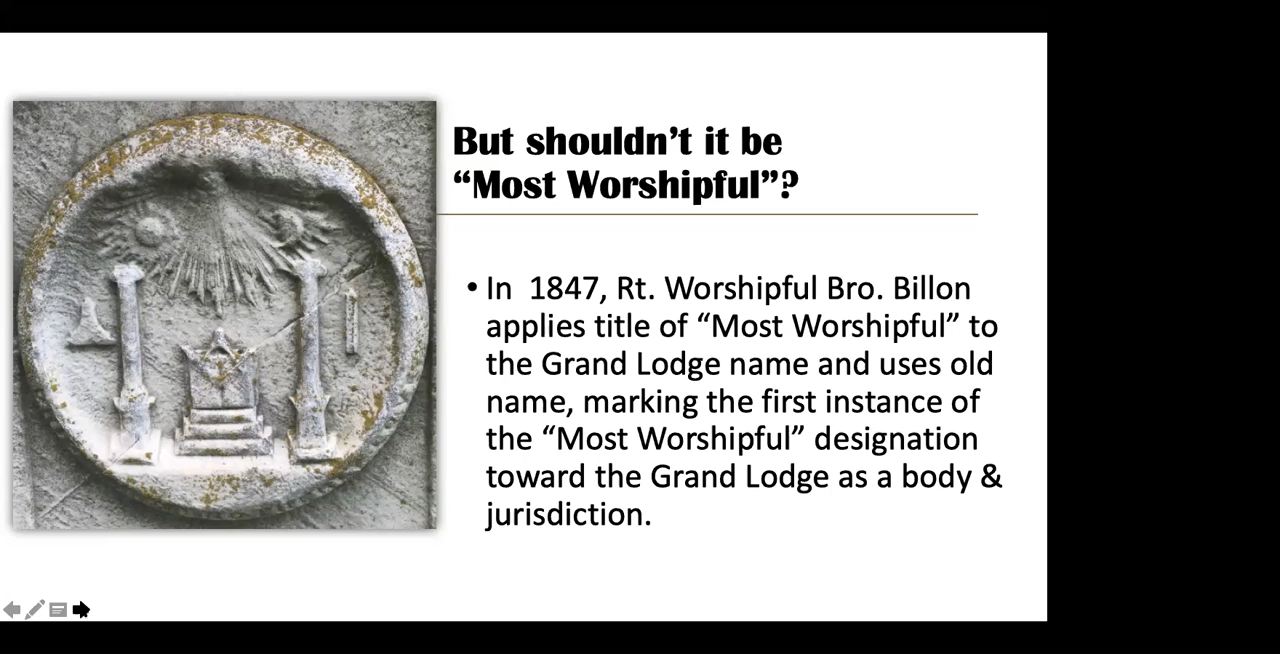 But shouldn’t it be
“Most Worshipful”?
• In  1847, Rt. Worshipful Bro. Billon
applies title of “Most Worshipful” to
the Grand Lodge name and uses old
name, marking the first instance of
the “Most Worshipful” designation
toward the Grand Lodge as a body &
jurisdiction.